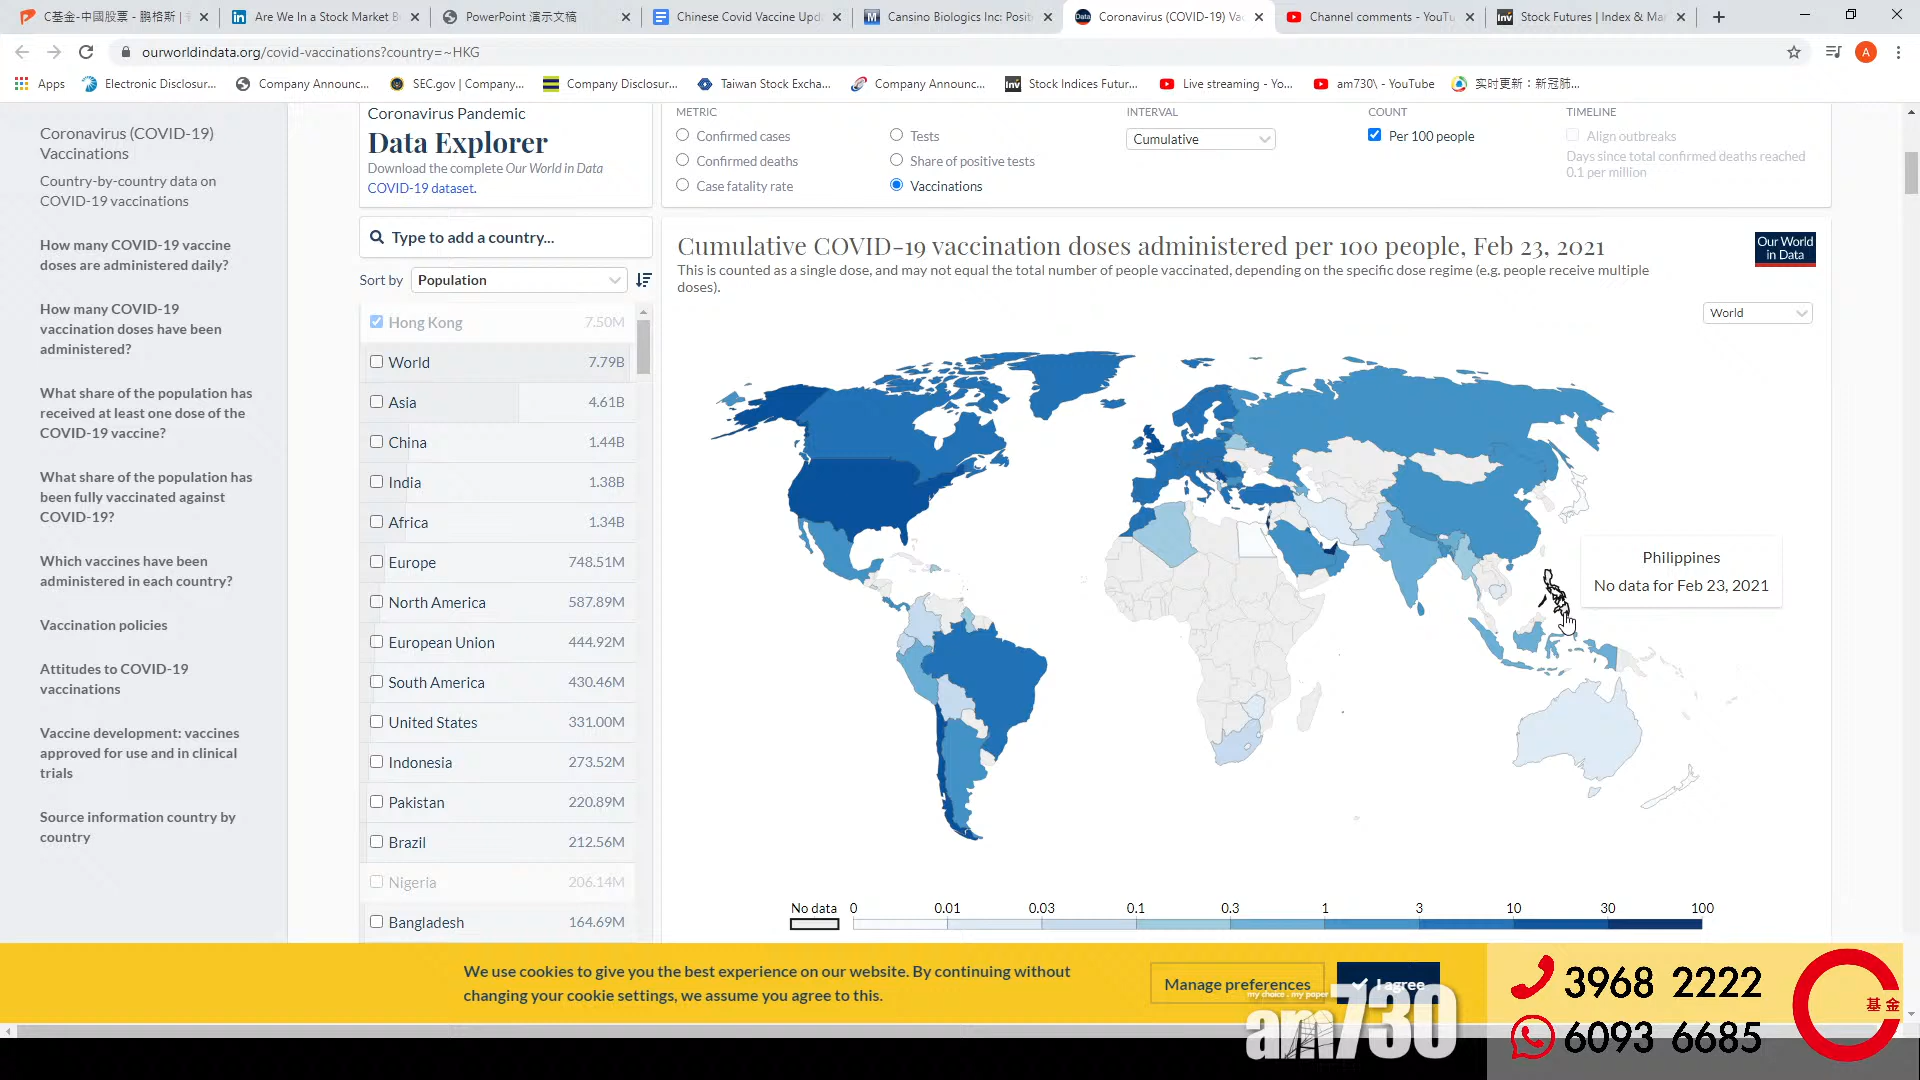 C基金-中國股票 - 鵬格斯 |
Are We In a Stock Market B
PowerPoint 演示文稿
Chinese Covid Vaccine Upd
Cansino Biologics Inc: Posit
Coronavirus (COVID-19) Va
Channel comments - YouTu
Stock Futures | Index & Ma
ourworldindata.org/covid-vaccinations?country=~HKG
A
Apps
Electronic Disclosur...
Company Announc...
SEC.gov | Company...
Company Disclosur...
Taiwan Stock Excha...
Company Announc...
Stock Indices Futur...
Live streaming - Yo...
am730\ - YouTube
实时更新：新冠肺...
Coronavirus (COVID-19)
Vaccinations
Country-by-country data on
COVID-19 vaccinations
How many COVID-19 vaccine
doses are administered daily?
How many COVID-19
vaccination doses have been
administered?
What share of the population has
received at least one dose of the
COVID-19 vaccine?
What share of the population has
been fully vaccinated against
COVID-19?
Which vaccines have been
administered in each country?
Vaccination policies
Attitudes to COVID-19
vaccinations
Vaccine development: vaccines
approved for use and in clinical
trials
Source information country by
country
Coronavirus Pandemic
Data Explorer
Download the complete Our World in Data
COVID-19 dataset.
METRIC
Confirmed cases
Confirmed deaths
Case fatality rate
Tests
Share of positive tests
Vaccinations
INTERVAL
Cumulative
COUNT
Per 100 people
TIMELINE
Align outbreaks
Days since total confirmed deaths reached
0.1 per million
Type to add a country...
Sort by Population
Hong Kong 7.50M
World 7.79B
Asia 4.61B
China 1.44B
India 1.38B
Africa 1.34B
Europe 748.51M
North America 587.89M
European Union 444.92M
South America 430.46M
United States 331.00M
Indonesia 273.52M
Pakistan 220.89M
Brazil 212.56M
Nigeria 206.14M
Bangladesh 164.69M
Cumulative COVID-19 vaccination doses administered per 100 people, Feb 23, 2021
This is counted as a single dose, and may not equal the total number of people vaccinated, depending on the specific dose regime (e.g. people receive multiple
doses).
Our World
in Data
World
Philippines
No data for Feb 23, 2021
No data 0 0.01 0.03 0.1 0.3 1 3 10 30 100
We use cookies to give you the best experience on our website. By continuing without
changing your cookie settings, we assume you agree to this.
Manage preferences
I agree
my choice . my paper
am730
3968 2222
6093 6685
基金